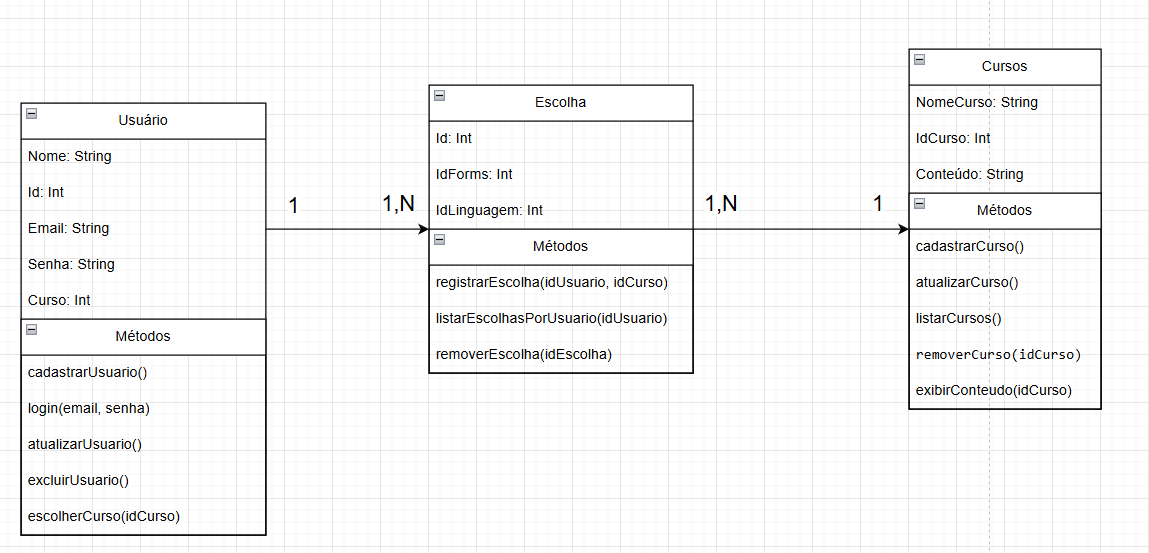 Usuário
Nome: String
Id: Int
Email: String
Senha: String
Curso: Int
Métodos
cadastrarUsuario()
login(email, senha)
atualizarUsuario()
excluirUsuario()
escolherCurso(idCurso)
1
1,N
Escolha
Id: Int
IdForms: Int
IdLinguagem: Int
Métodos
registrarEscolha(idUsuario, idCurso)
listarEscolhasPorUsuario(idUsuario)
removerEscolha(idEscolha)
1,N
1
Cursos
NomeCurso: String
IdCurso: Int
Conteúdo: String
Métodos
cadastrarCurso()
atualizarCurso()
listarCursos()
removerCurso(idCurso)
exibirConteudo(idCurso)